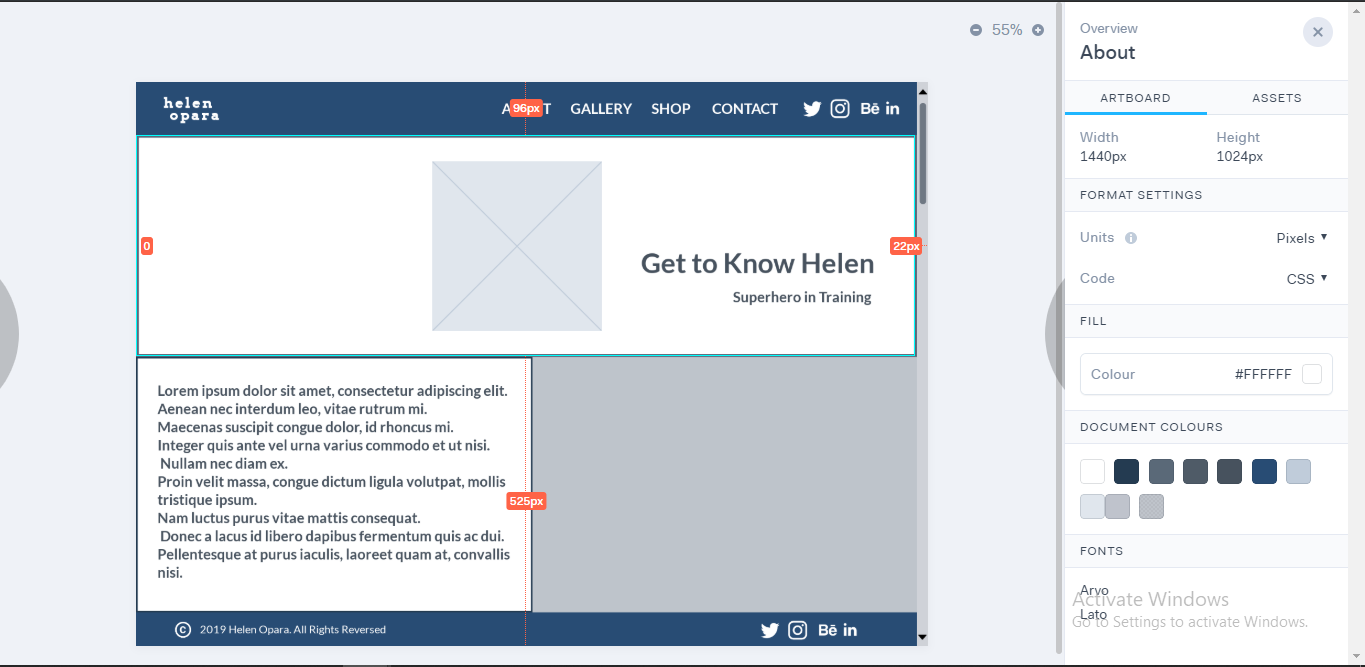 55%
helen
opara
96px
GALLERY
SHOP
CONTACT
Bē
in
0
22px
Get to Know Helen
Superhero in Training
Lorem ipsum dolor sit amet, consectetur adipiscing elit.
Aenean nec interdum leo, vitae rutrum mi.
Maecenas suscipit congue dolor, id rhoncus mi.
Integer quis ante vel urna varius commodo et ut nisi.
Nullam nec diam ex.
Proin velit massa, congue dictum ligula volutpat, mollis
tristique ipsum.
525px
Nam luctus purus vitae mattis consequat.
Donec a lacus id libero dapibus fermentum quis ac dui.
Pellentesque at purus iaculis, laoreet quam at, convallis
nisi.
© 2019 Helen Opara. All Rights Reversed
Bē
in
Overview
About
ARTBOARD
ASSETS
Width
Height
1440px
1024px
FORMAT SETTINGS
Units
Pixels
Code
CSS
FILL
Colour
#FFFFFF
DOCUMENT COLOURS
FONTS
Arvo
Lato
Activate Windows
Go to Settings to activate Windows.